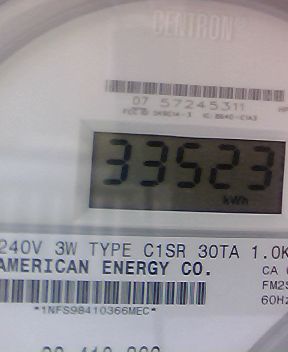 CENTRON
07 57245311
33523
kWh
240V 3W TYPE C1SR 30TA 1.0K
AMERICAN ENERGY CO.
CA
FM2S
60Hz
*1NFS98410366MEC*